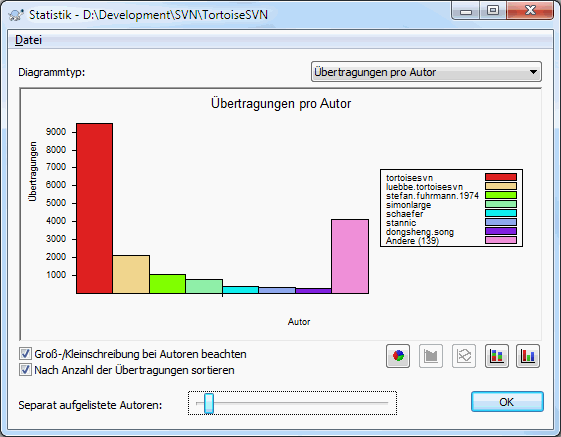 Statistik - D:\Development\SVN\TortoiseSVN
Datei
Diagrammtyp:
Übertragungen pro Autor
Übertragungen pro Autor
Übertragungen
9000
8000
7000
6000
5000
4000
3000
2000
1000
Autor
tortoisesvn
luebbe.tortoisesvn
stefan.fuhrmann.1974
simonlarge
schaefer
stannic
dongsheng.song
Andere (139)
Groß-/Kleinschreibung bei Autoren beachten
Nach Anzahl der Übertragungen sortieren
Separat aufgelistete Autoren:
OK